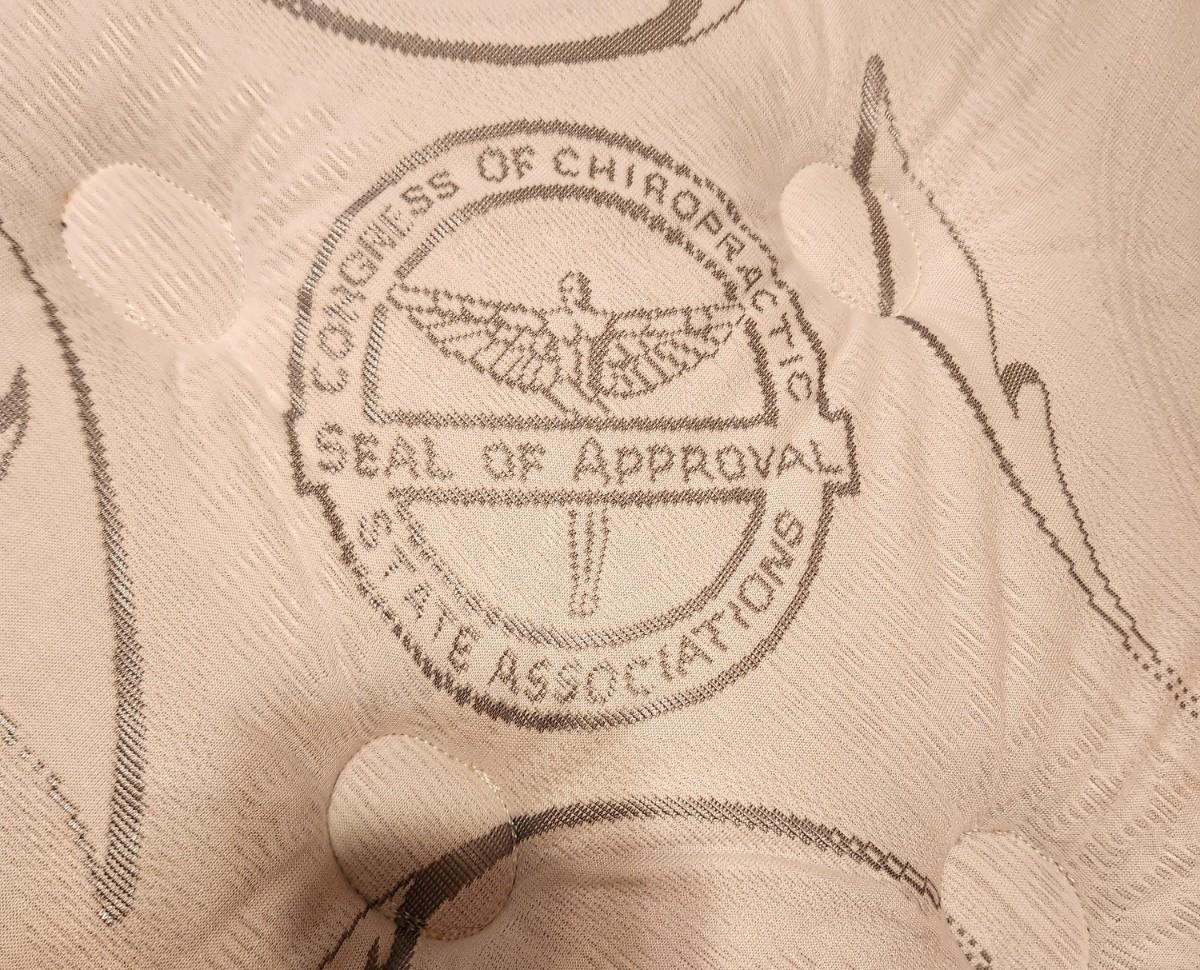 CONGRESS OF CHIROPRACTIC
SEAL OF APPROVAL
STATE ASSOCIATIONS